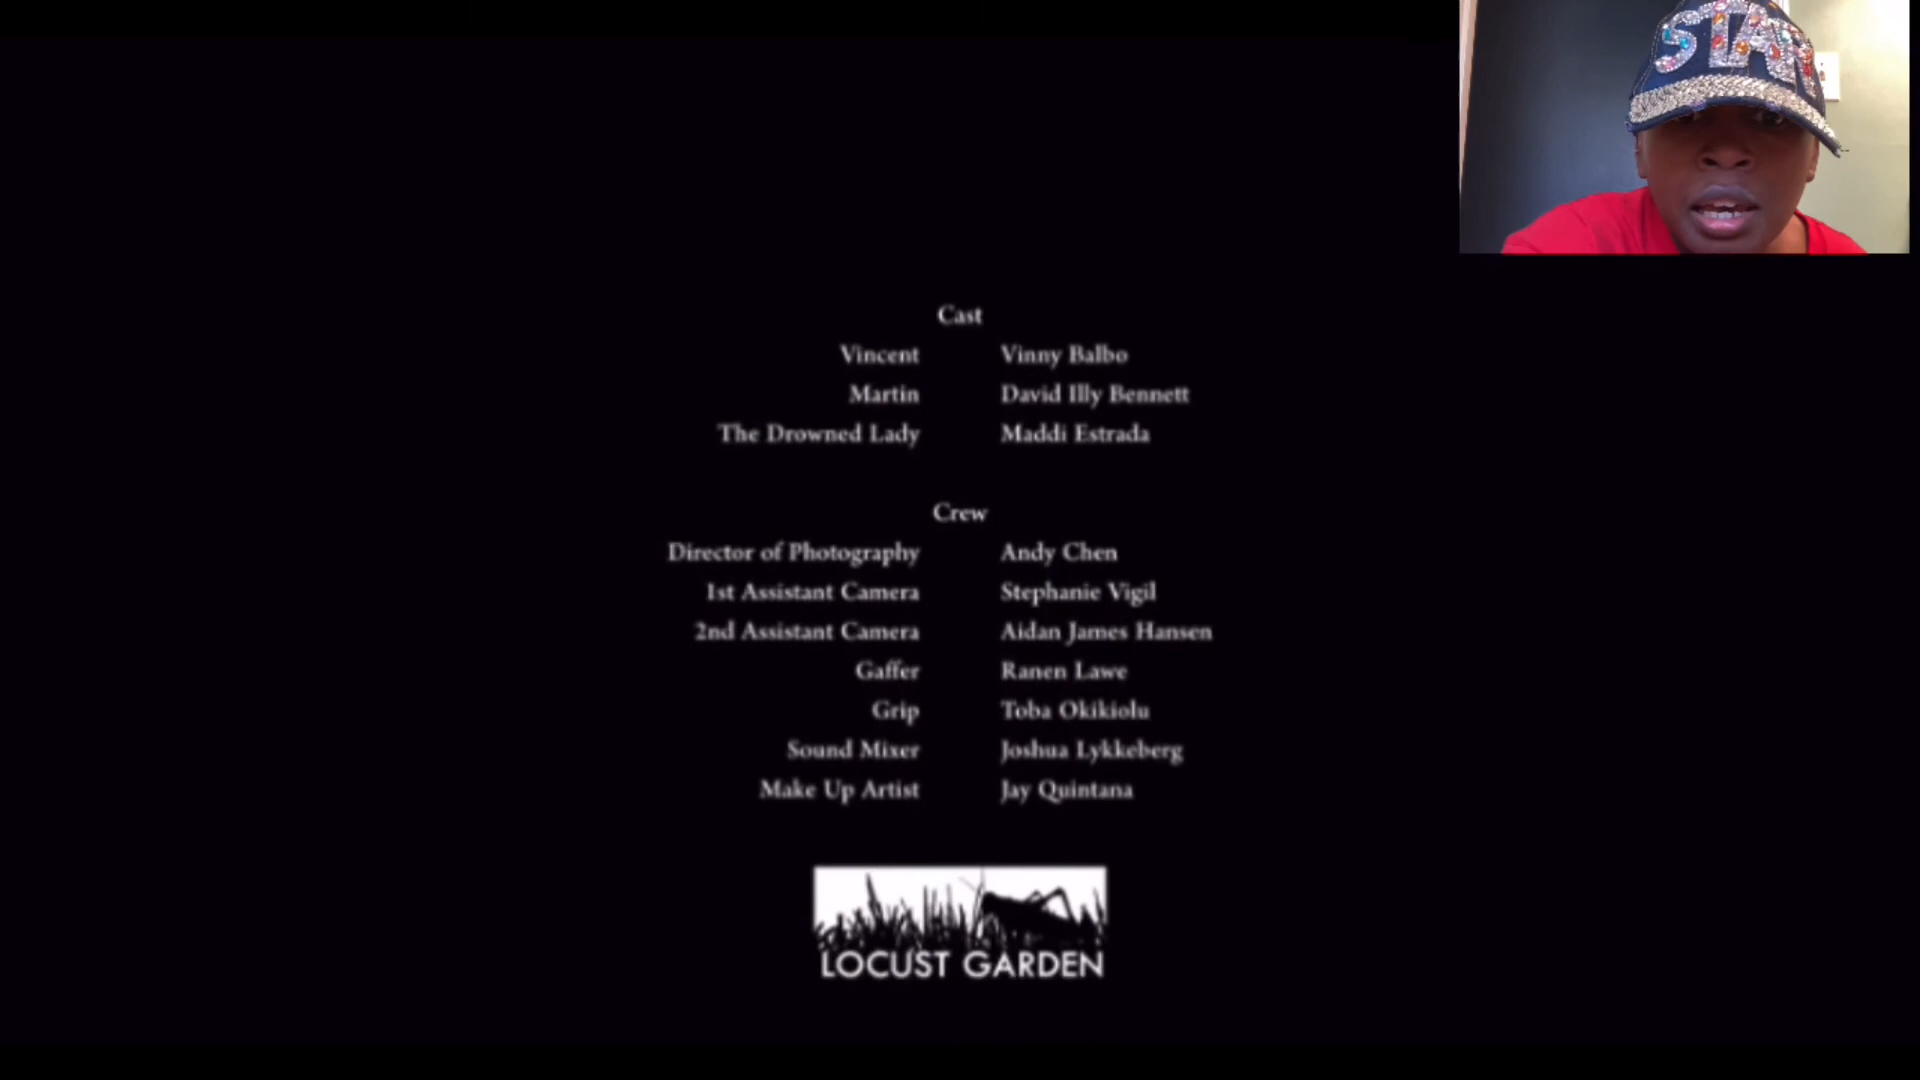 STAR
Cast
Vincent Vinny Balbo
Martin David Illy Bennett
The Drowned Lady Maddi Estrada
Crew
Director of Photography Andy Chen
1st Assistant Camera Stephanie Vigil
2nd Assistant Camera Aidan James Hansen
Gaffer Ranen Lawe
Grip Toba Okikiolu
Sound Mixer Joshua Lykkeberg
Make Up Artist Jay Quintana
LOCUST GARDEN